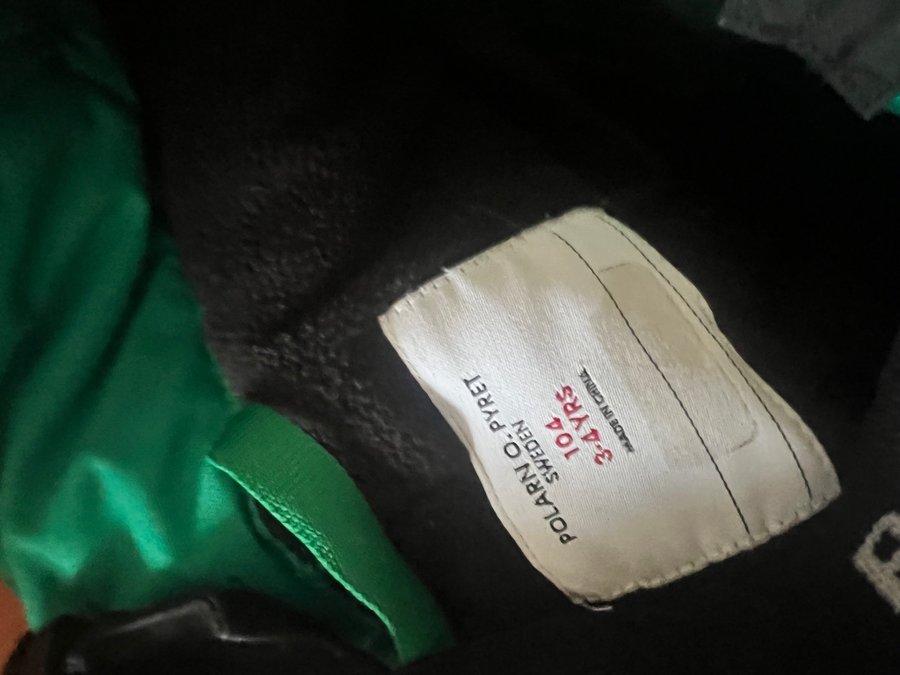 POLARN O. PYRET
SWEDEN
104
3-4YRS
MADE IN CHINA